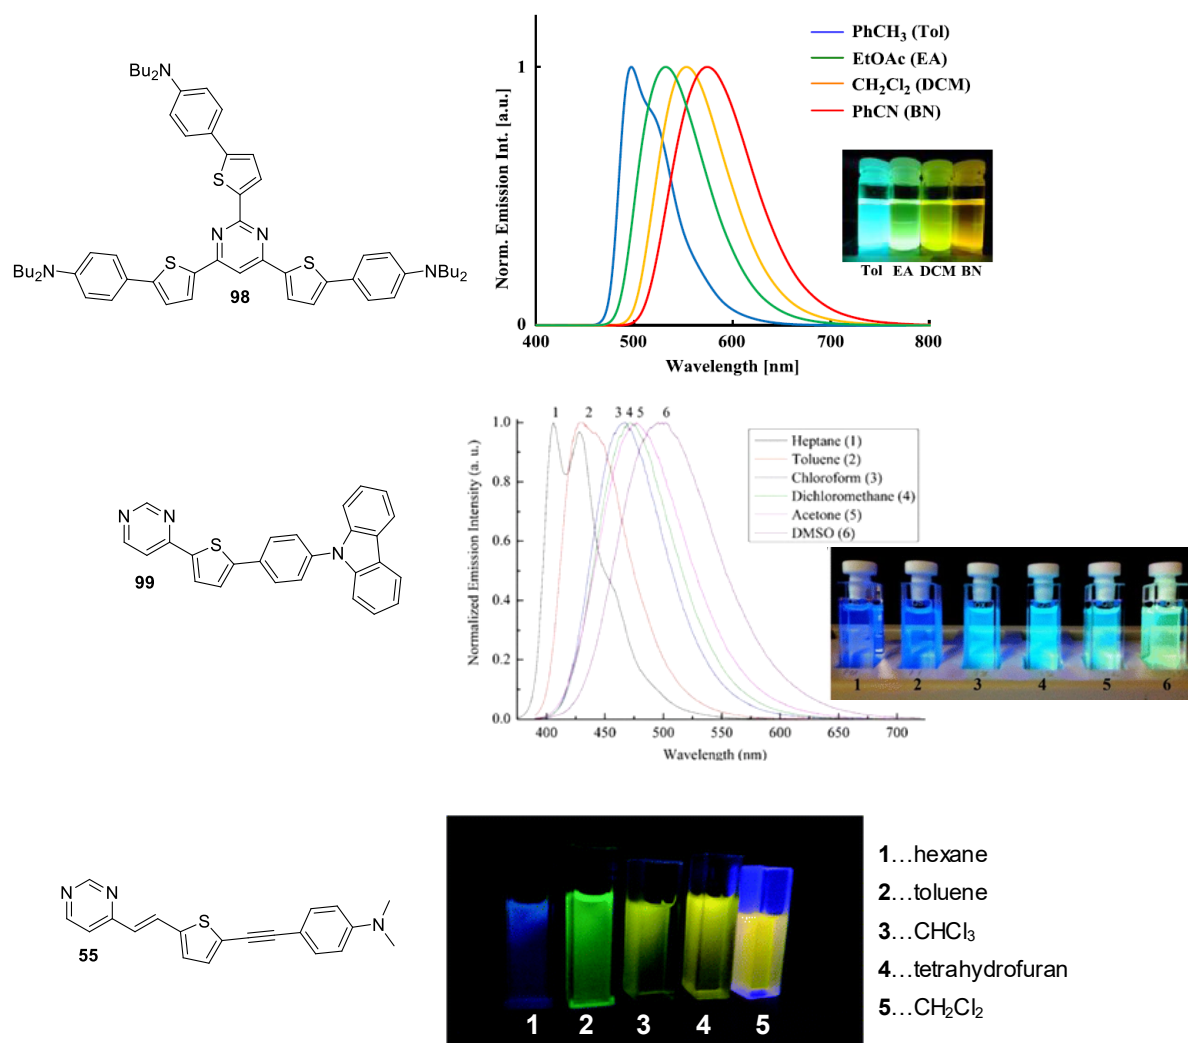 NBu2
S
N N
S S
Bu2N NBu2
98
PhCH3 (Tol)
EtOAc (EA)
CH2Cl2 (DCM)
PhCN (BN)
Norm. Emission Int. [a.u.]
1
0
400 500 600 700 800
Wavelength [nm]
Tol EA DCM BN
N N
S
N
99
1 2 3 4 5 6
Heptane (1)
Toluene (2)
Chloroform (3)
Dichloromethane (4)
Acetone (5)
DMSO (6)
Normalized Emission Intensity (a. u.)
1.0
0.8
0.6
0.4
0.2
0.0
400 450 500 550 600 650 700
Wavelength (nm)
1 2 3 4 5 6
N N
S
N
55
1 2 3 4 5
1...hexane
2...toluene
3...CHCl3
4...tetrahydrofuran
5...CH2Cl2